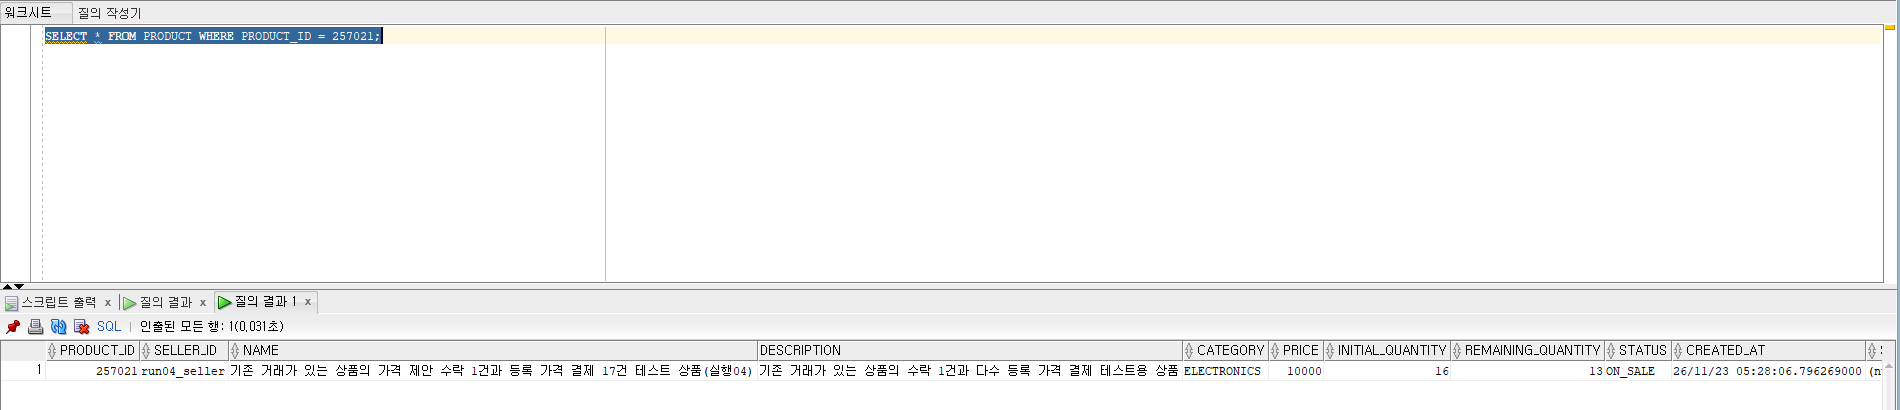 워크시트 질의 작성기
SELECT * FROM PRODUCT WHERE PRODUCT_ID = 257021;
스크립트 출력 x 질의 결과 x 질의 결과 1 x
SQL | 인출된 모든 행: 1(0,031초)
PRODUCT_ID SELLER_ID NAME DESCRIPTION CATEGORY PRICE INITIAL_QUANTITY REMAINING_QUANTITY STATUS CREATED_AT
1 257021 run04_seller 기존 거래가 있는 상품의 가격 제안 수락 1건과 등록 가격 결제 17건 테스트 상품(실행04) 기존 거래가 있는 상품의 수락 1건과 다수 등록 가격 결제 테스트용 상품 ELECTRONICS 10000 16 13 ON_SALE 26/11/23 05:28:06.796269000